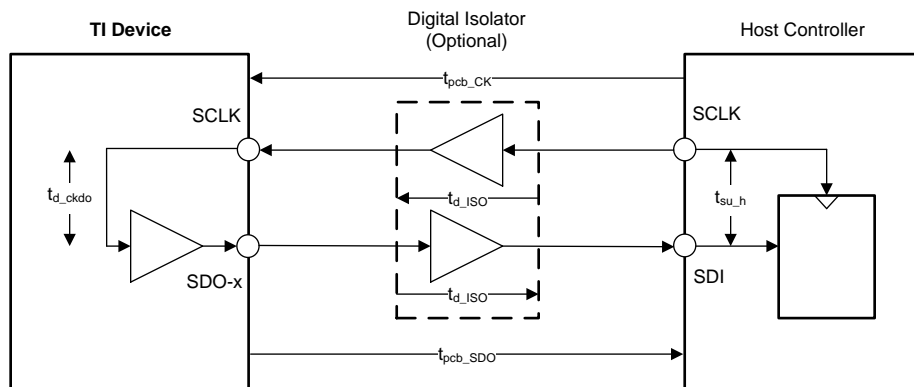 TI Device
Digital Isolator
(Optional)
Host Controller
tpcb_CK
SCLK
SCLK
td_ckdo
td_ISO
tsu_h
SDO-x
SDI
td_ISO
tpcb_SDO